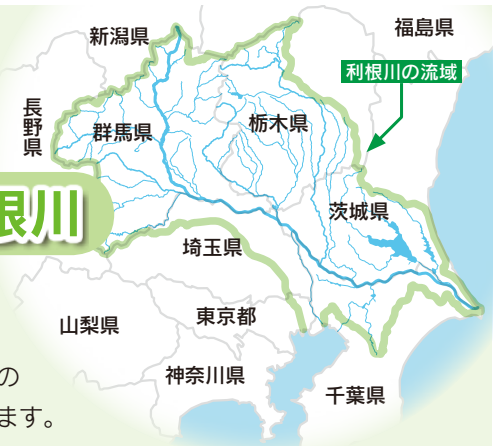 新潟県
福島県
利根川の流域
長野県
群馬県
栃木県
茨城県
根川
埼玉県
山梨県
東京都
神奈川県
千葉県
の
ます。